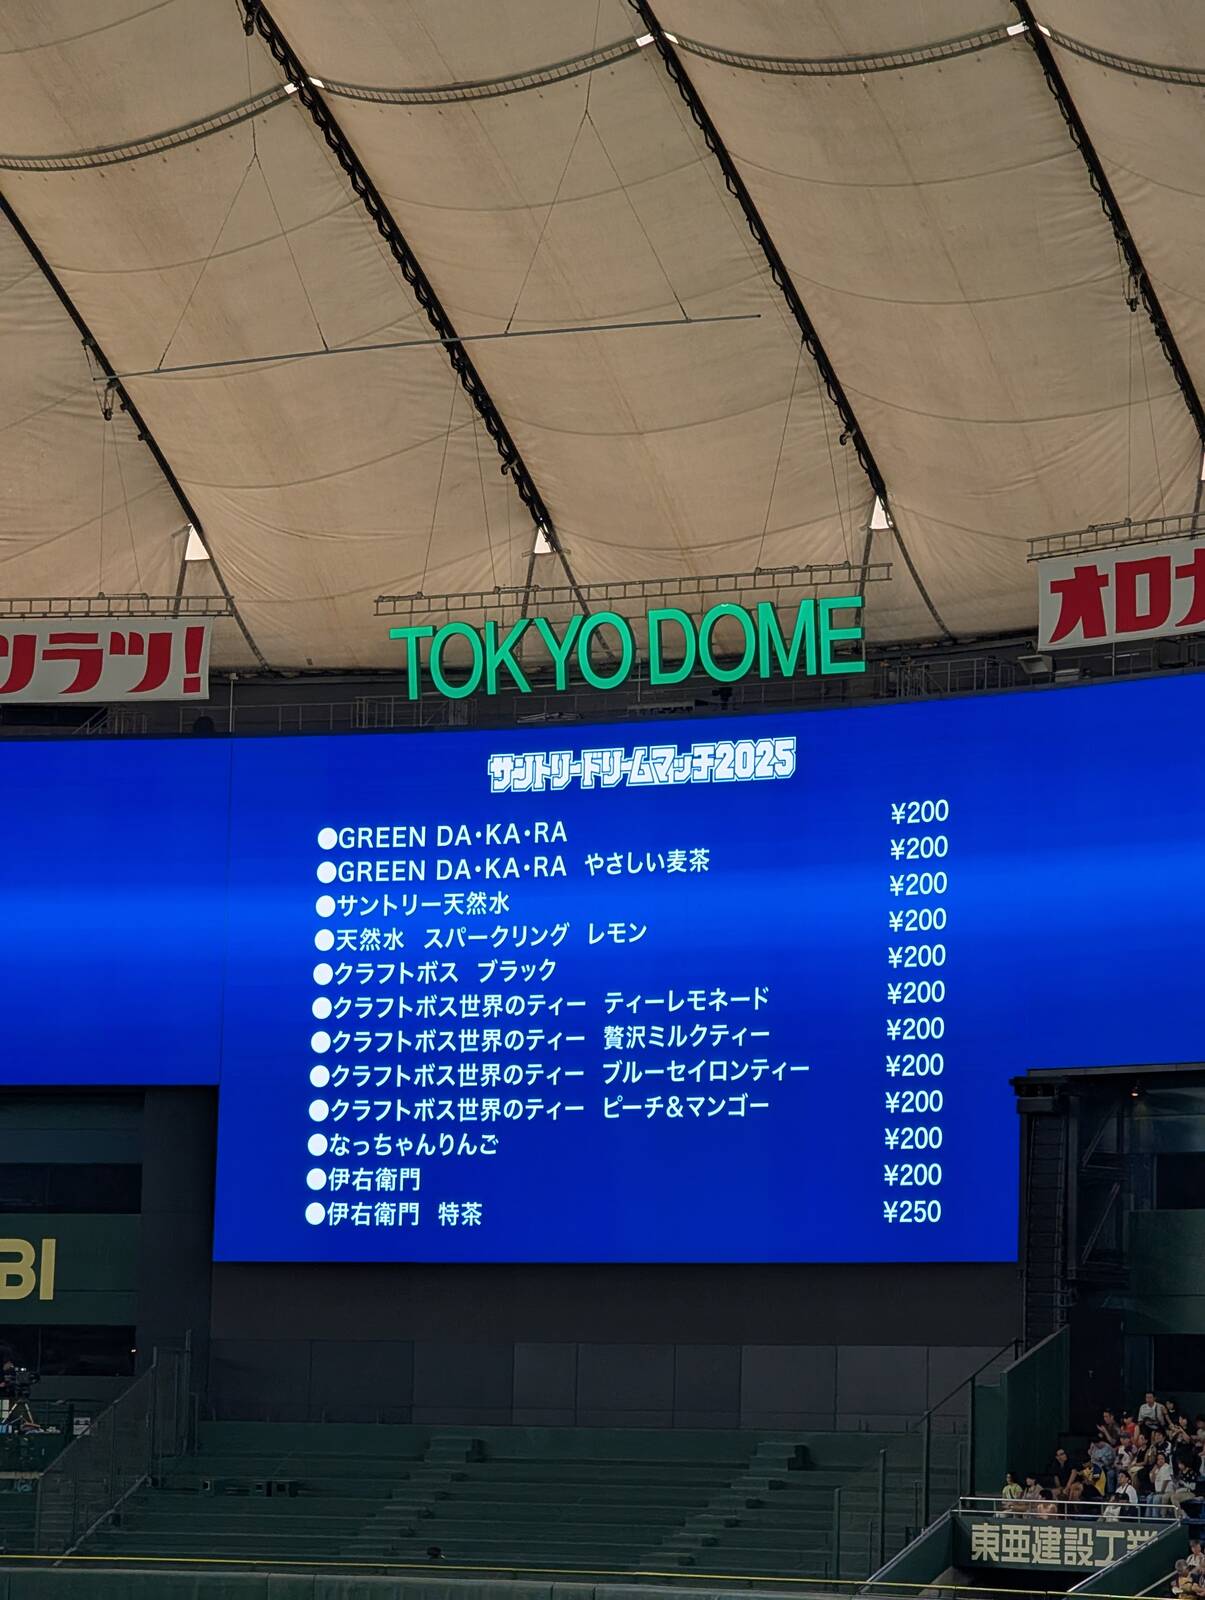 ンラツ!
オロナ
TOKYO DOME
サントリードリームマッチ2025
●GREEN DA・KA・RA ¥200
●GREEN DA・KA・RA やさしい麦茶 ¥200
●サントリー天然水 ¥200
●天然水 スパークリング レモン ¥200
●クラフトボス ブラック ¥200
●クラフトボス世界のティー ティーレモネード ¥200
●クラフトボス世界のティー 贅沢ミルクティー ¥200
●クラフトボス世界のティー ブルーセイロンティー ¥200
●クラフトボス世界のティー ピーチ&マンゴー ¥200
●なっちゃんりんご ¥200
●伊右衛門 ¥200
●伊右衛門 特茶 ¥250
BI
東亜建設工業